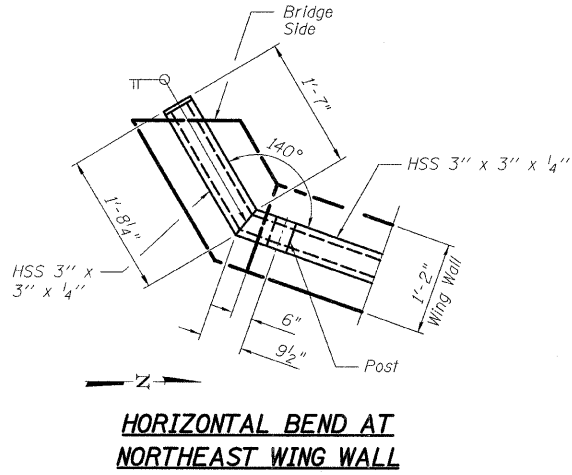 Bridge
Side
1'-7"
140°
HSS 3" x 3" x 1/4"
1'-8 1/4"
HSS 3" x
3" x 1/4"
1'-2"
Wing Wall
6"
9 1/2"
Post
N
HORIZONTAL BEND AT
NORTHEAST WING WALL